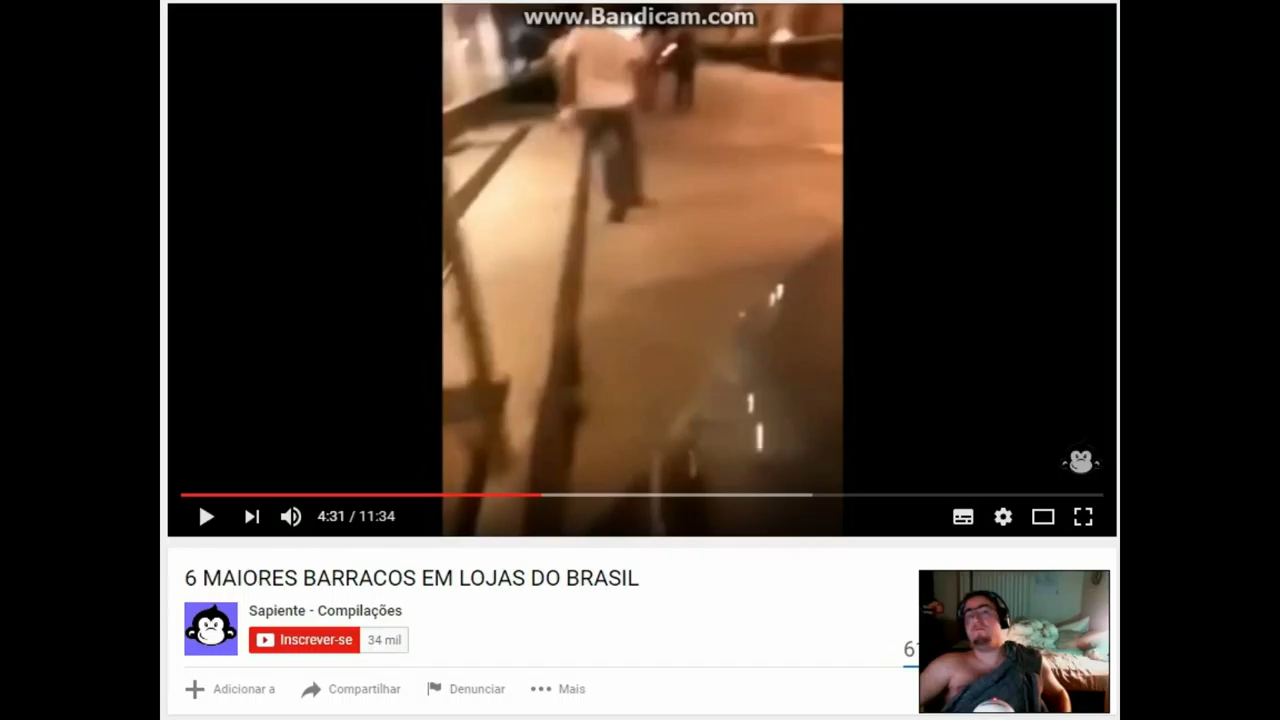 www.Bandicam.com
4:31 / 11:34
6 MAIORES BARRACOS EM LOJAS DO BRASIL
Sapiente - Compilações
Inscrever-se 34 mil
Adicionar a Compartilhar Denunciar Mais